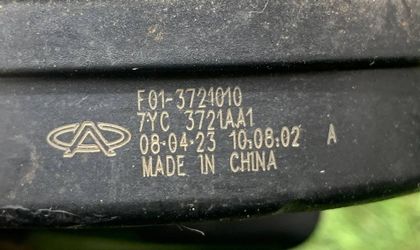 F01-3721010
7YC 3721AA1
08·04·23 10:08:02 A
MADE IN CHINA